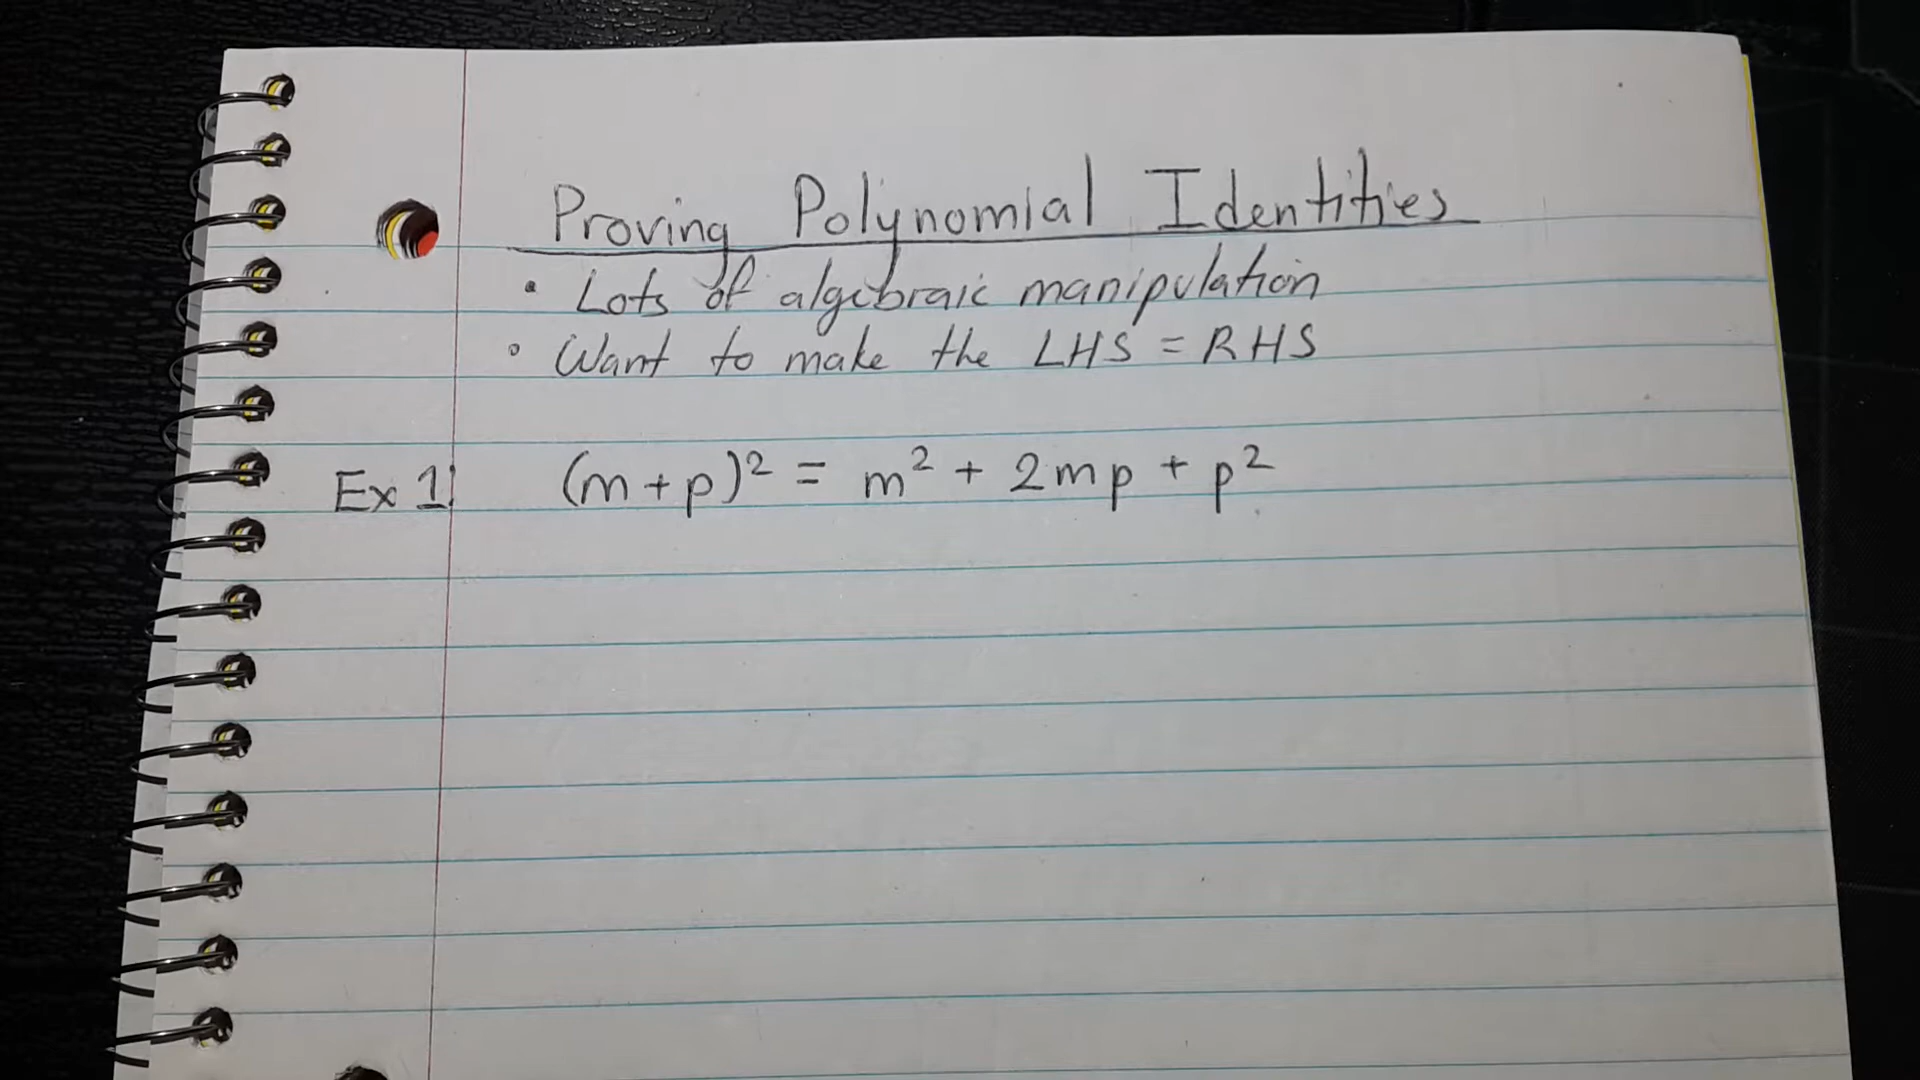 Proving Polynomial Identities
• Lots of algebraic manipulation
• Want to make the LHS = RHS
Ex 1: (m+p)² = m² + 2mp + p²